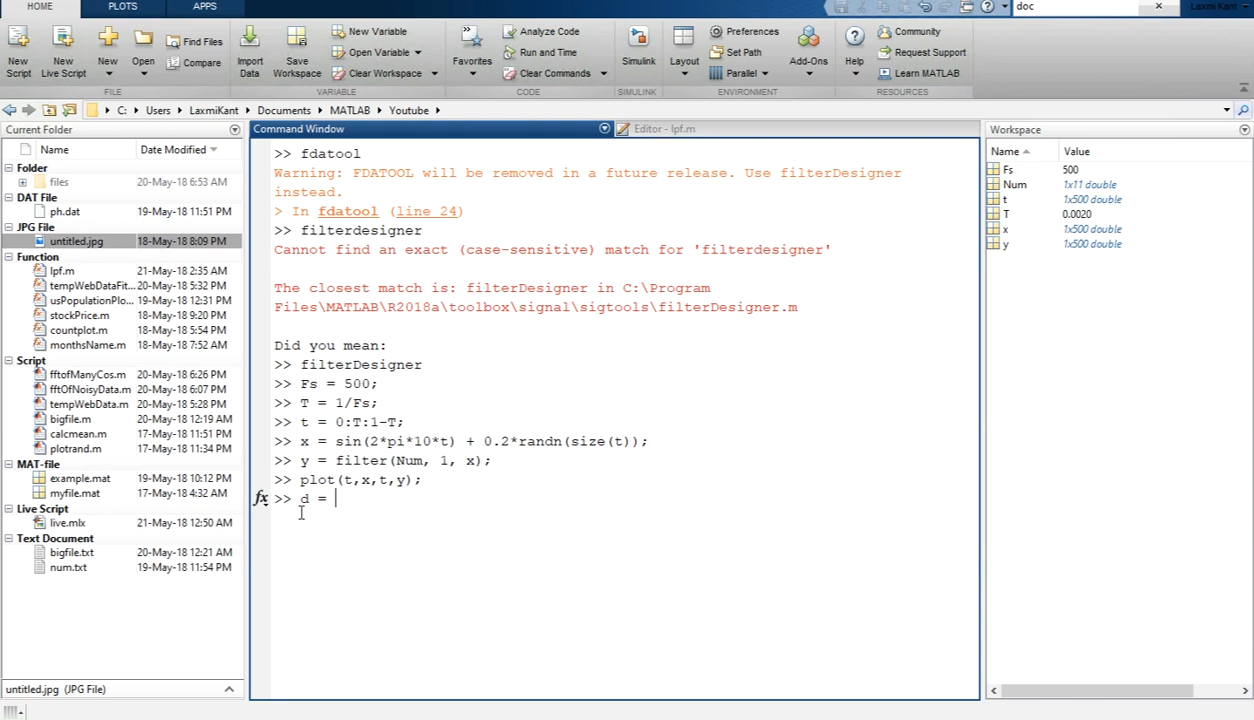 HOME PLOTS APPS
doc
Laxmi Kant
New Script
New Live Script
New
Open
Find Files
Compare
Import Data
Save Workspace
New Variable
Open Variable
Clear Workspace
Favorites
Analyze Code
Run and Time
Clear Commands
Simulink
Layout
Preferences
Set Path
Parallel
Add-Ons
Help
Community
Request Support
Learn MATLAB
FILE VARIABLE CODE SIMULINK ENVIRONMENT RESOURCES
C: Users LaxmiKant Documents MATLAB Youtube
Current Folder
Name Date Modified
Folder
files 20-May-18 6:53 AM
DAT File
ph.dat 19-May-18 11:51 PM
JPG File
untitled.jpg 18-May-18 8:09 PM
Function
lpf.m 21-May-18 2:35 AM
tempWebDataFit... 20-May-18 5:32 PM
usPopulationPlo... 19-May-18 12:31 PM
stockPrice.m 18-May-18 9:20 PM
countplot.m 18-May-18 5:54 PM
monthsName.m 18-May-18 7:52 AM
Script
fftofManyCos.m 20-May-18 6:26 PM
fftOfNoisyData.m 20-May-18 6:07 PM
tempWebData.m 20-May-18 5:28 PM
bigfile.m 20-May-18 12:19 AM
calcmean.m 17-May-18 11:51 PM
plotrand.m 17-May-18 11:54 PM
MAT-file
example.mat 19-May-18 10:02 PM
myfile.mat 17-May-18 4:32 AM
Live Script
live.mlx 21-May-18 12:50 AM
Text Document
bigfile.txt 20-May-18 12:21 AM
num.txt 19-May-18 11:54 PM
untitled.jpg (JPG File)
Command Window
Editor - lpf.m
>> fdatool
Warning: FDATOOL will be removed in a future release. Use filterDesigner
instead.
> In fdatool (line 24)
>> filterdesigner
Cannot find an exact (case-sensitive) match for 'filterdesigner'
The closest match is: filterDesigner in C:\Program
Files\MATLAB\R2018a\toolbox\signal\sigtools\filterDesigner.m
Did you mean:
>> filterDesigner
>> Fs = 500;
>> T = 1/Fs;
>> t = 0:T:1-T;
>> x = sin(2*pi*10*t) + 0.2*randn(size(t));
>> y = filter(Num, 1, x);
>> plot(t,x,t,y);
fx >> d =
Workspace
Name Value
Fs 500
Num 1x11 double
t 1x500 double
T 0.0020
x 1x500 double
y 1x500 double